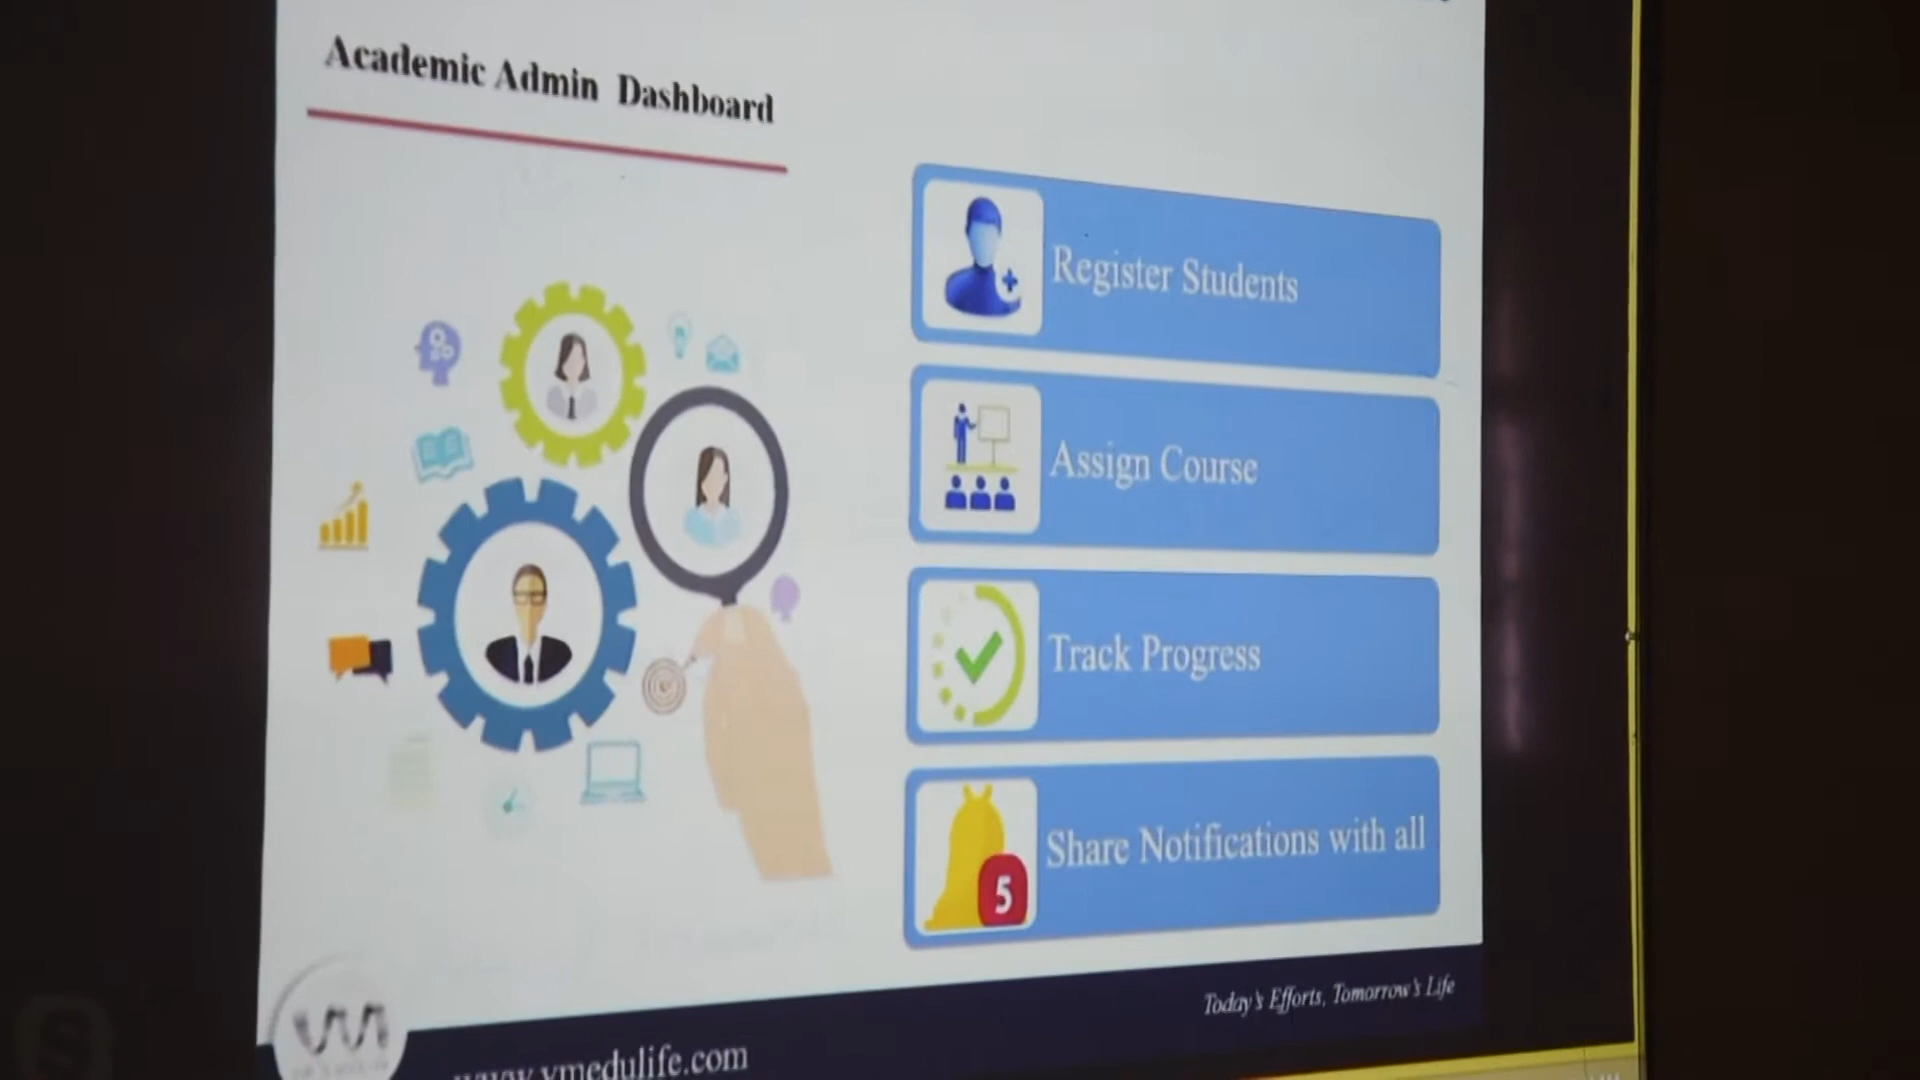 Academic Admin Dashboard
Register Students
Assign Course
Track Progress
Share Notifications with all
5
Today's Efforts, Tomorrow's Life
www.vmedulife.com